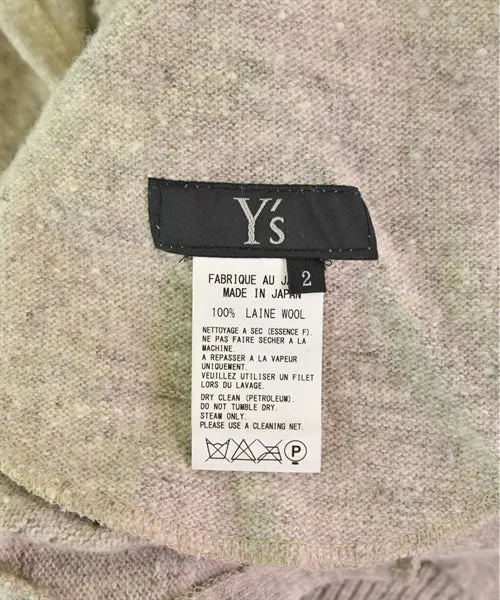 Y's
2
FABRIQUE AU
MADE IN JAPAN
100% LAINE WOOL
NETTOYAGE A SEC (ESSENCE F).
NE PAS FAIRE SECHER A LA
MACHINE.
A REPASSER A LA VAPEUR
UNIQUEMENT.
VEUILLEZ UTILISER UN FILET
LORS DU LAVAGE.
DRY CLEAN (PETROLEUM).
DO NOT TUMBLE DRY.
STEAM ONLY.
PLEASE USE A CLEANING NET.
P